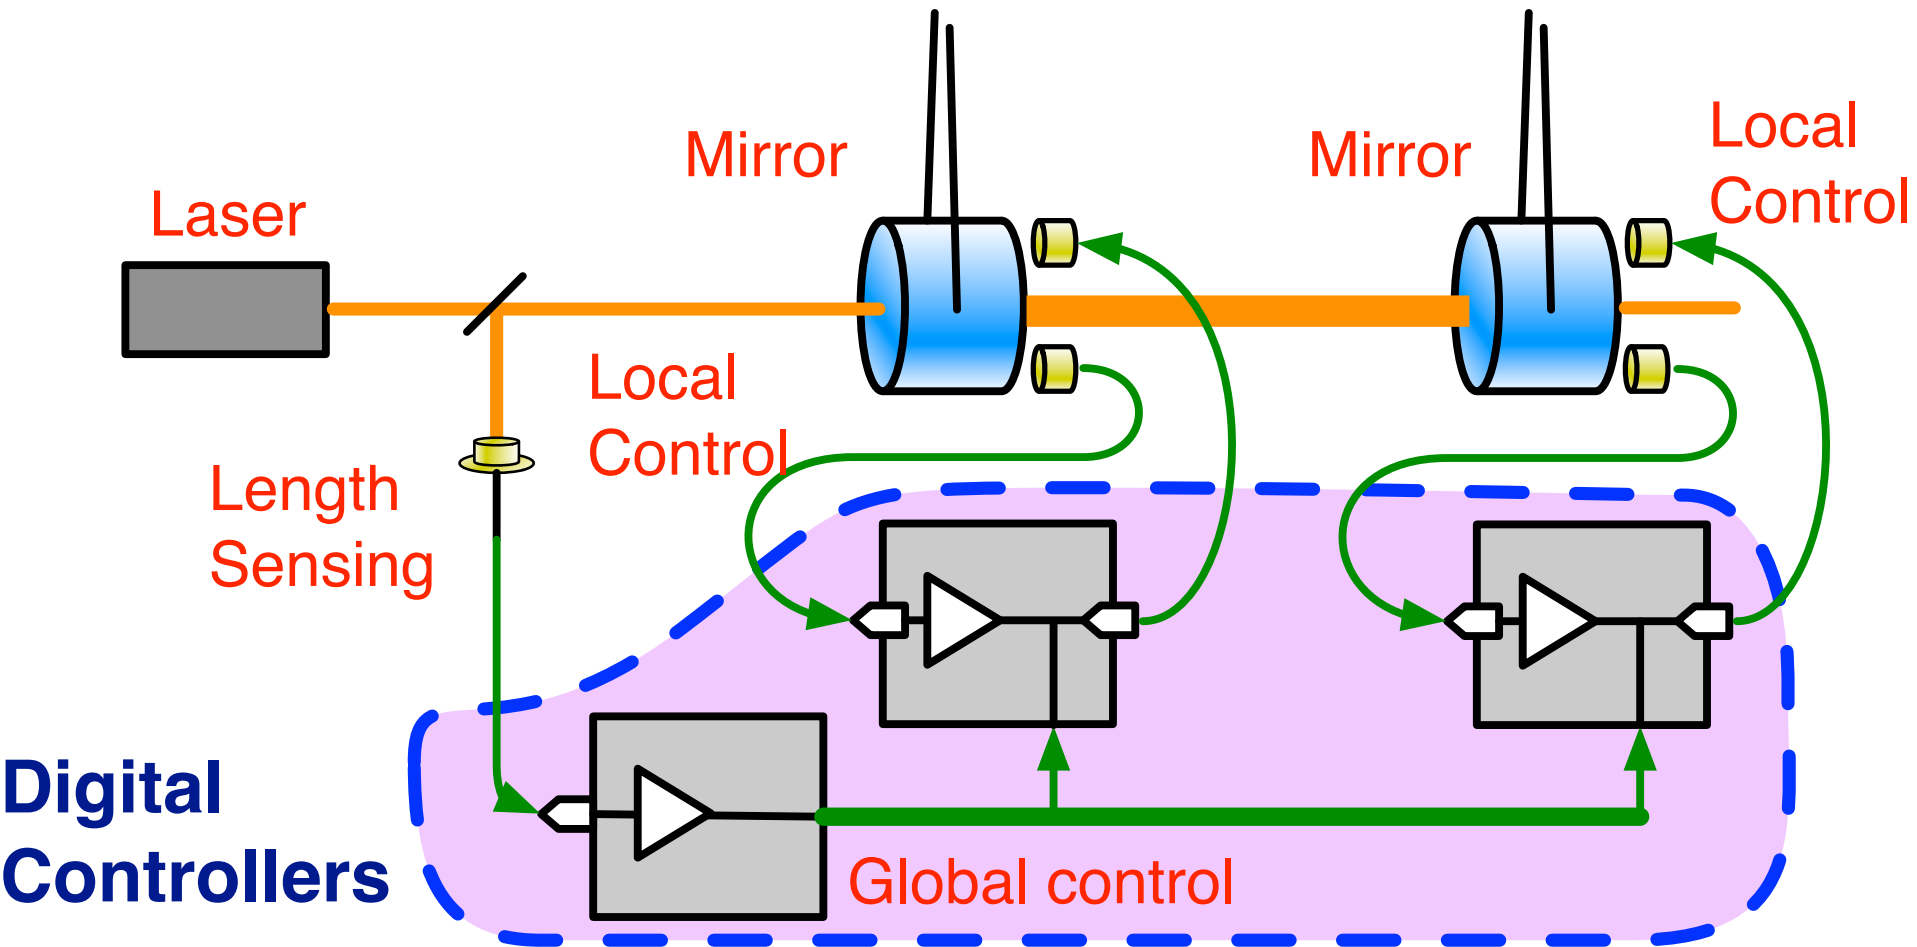 Mirror
Mirror
Local
Control
Laser
Local
Control
Length
Sensing
Digital
Controllers
Global control